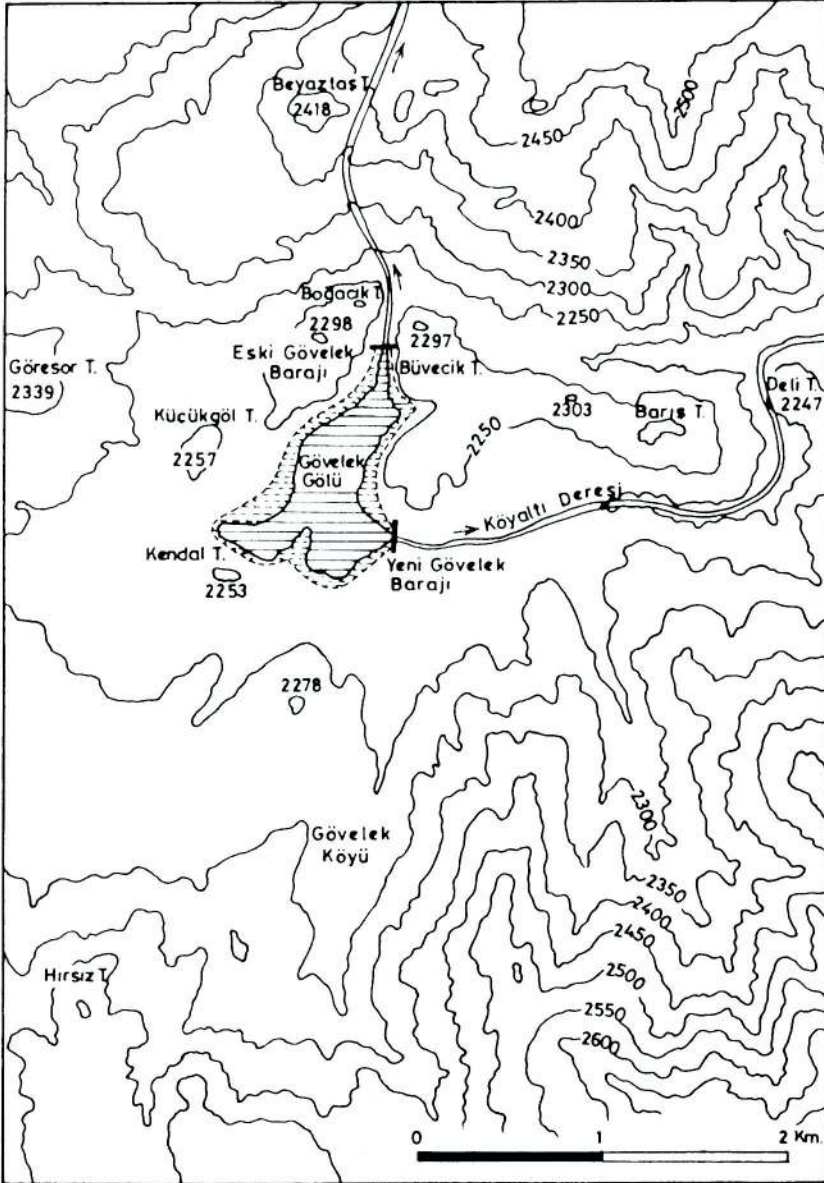 Beyaztaş T.
2418
2500
2450
2400
2350
2300
2250
Boğacık T.
2298
2297
Eski Gövelek
Barajı
Büvecik T.
Göresor T.
2339
Deli T.
2247
Küçükgöl T.
2257
2303
Barış T.
2250
Gövelek
Gölü
Köyaltı Deresi
Kendal T.
2253
Yeni Gövelek
Barajı
2278
2300
Gövelek
Köyü
2350
2400
2450
2500
2550
2600
Hırsız T.
0 1 2 Km.